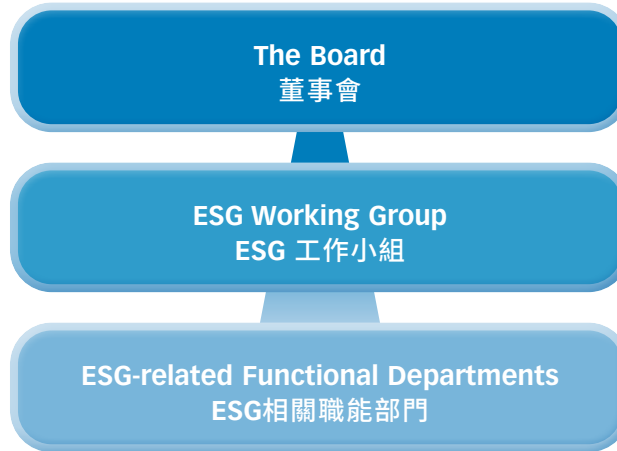 The Board
董事會
ESG Working Group
ESG 工作小組
ESG-related Functional Departments
ESG相關職能部門